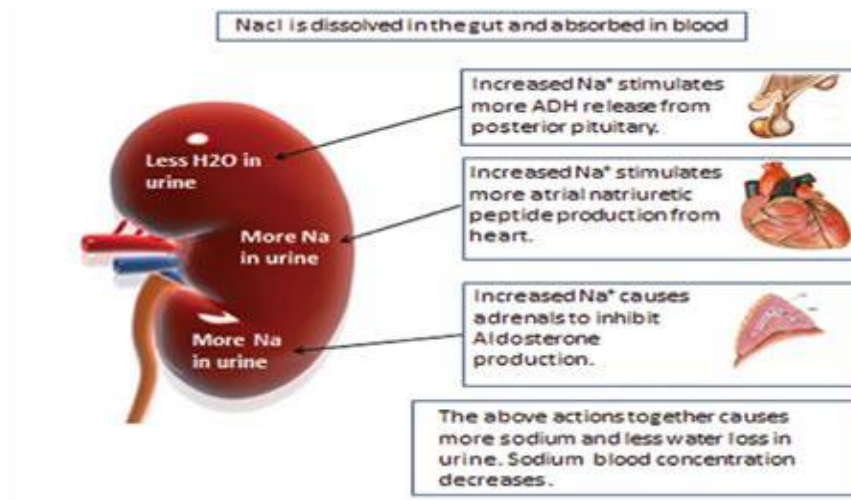 Nacl is dissolved in the gut and absorbed in blood
Increased Na⁺ stimulates
more ADH release from
posterior pituitary.
Less H2O in
urine
Increased Na⁺ stimulates
more atrial natriuretic
peptide production from
heart.
More Na
in urine
Increased Na⁺ causes
adrenals to inhibit
Aldosterone
production.
More Na
in urine
The above actions together causes
more sodium and less water loss in
urine. Sodium blood concentration
decreases.